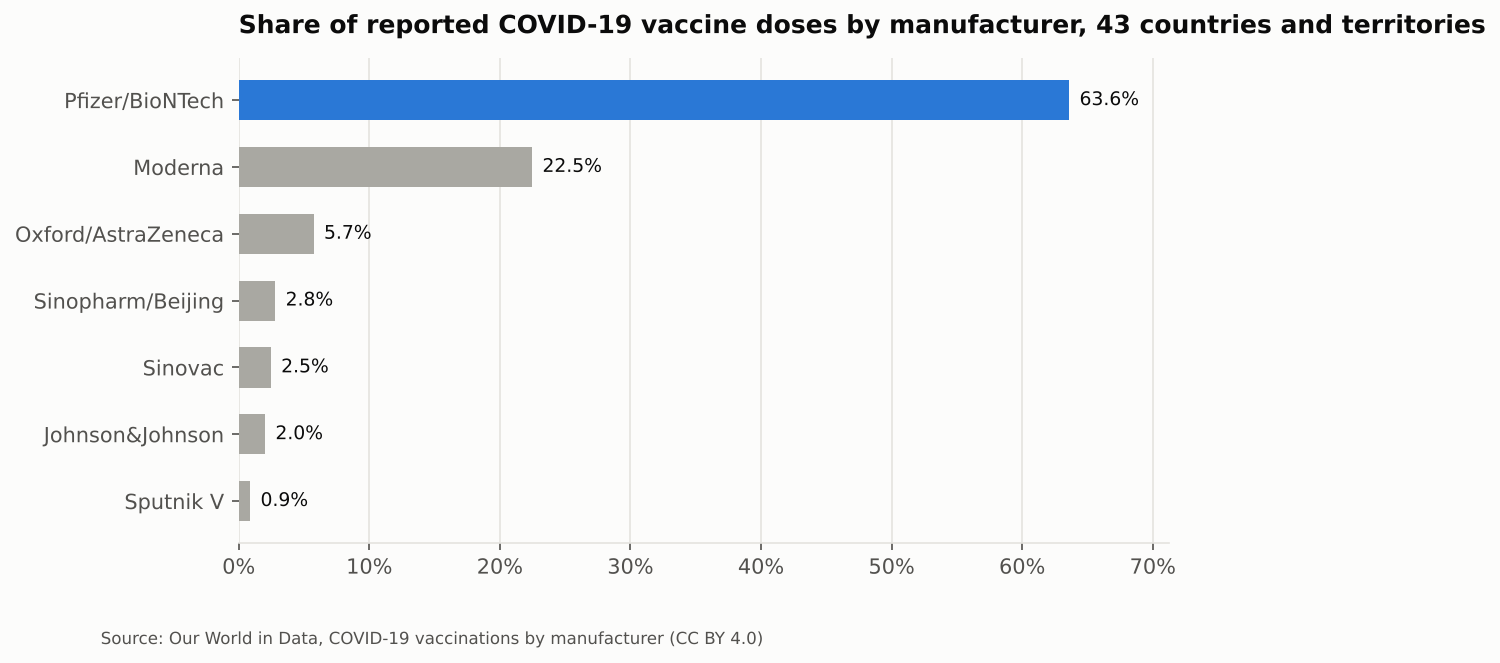 Share of reported COVID-19 vaccine doses by manufacturer, 43 countries and territories
Pfizer/BioNTech 63.6%
Moderna 22.5%
Oxford/AstraZeneca 5.7%
Sinopharm/Beijing 2.8%
Sinovac 2.5%
Johnson&Johnson 2.0%
Sputnik V 0.9%
0% 10% 20% 30% 40% 50% 60% 70%
Source: Our World in Data, COVID-19 vaccinations by manufacturer (CC BY 4.0)